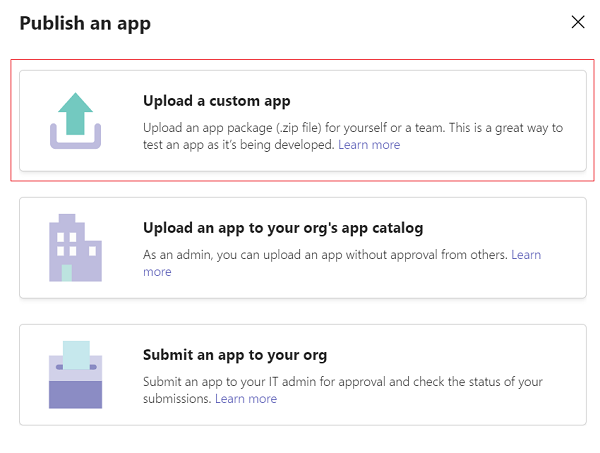 Publish an app
Upload a custom app
Upload an app package (.zip file) for yourself or a team. This is a great way to
test an app as it's being developed. Learn more
Upload an app to your org's app catalog
As an admin, you can upload an app without approval from others. Learn
more
Submit an app to your org
Submit an app to your IT admin for approval and check the status of your
submissions. Learn more